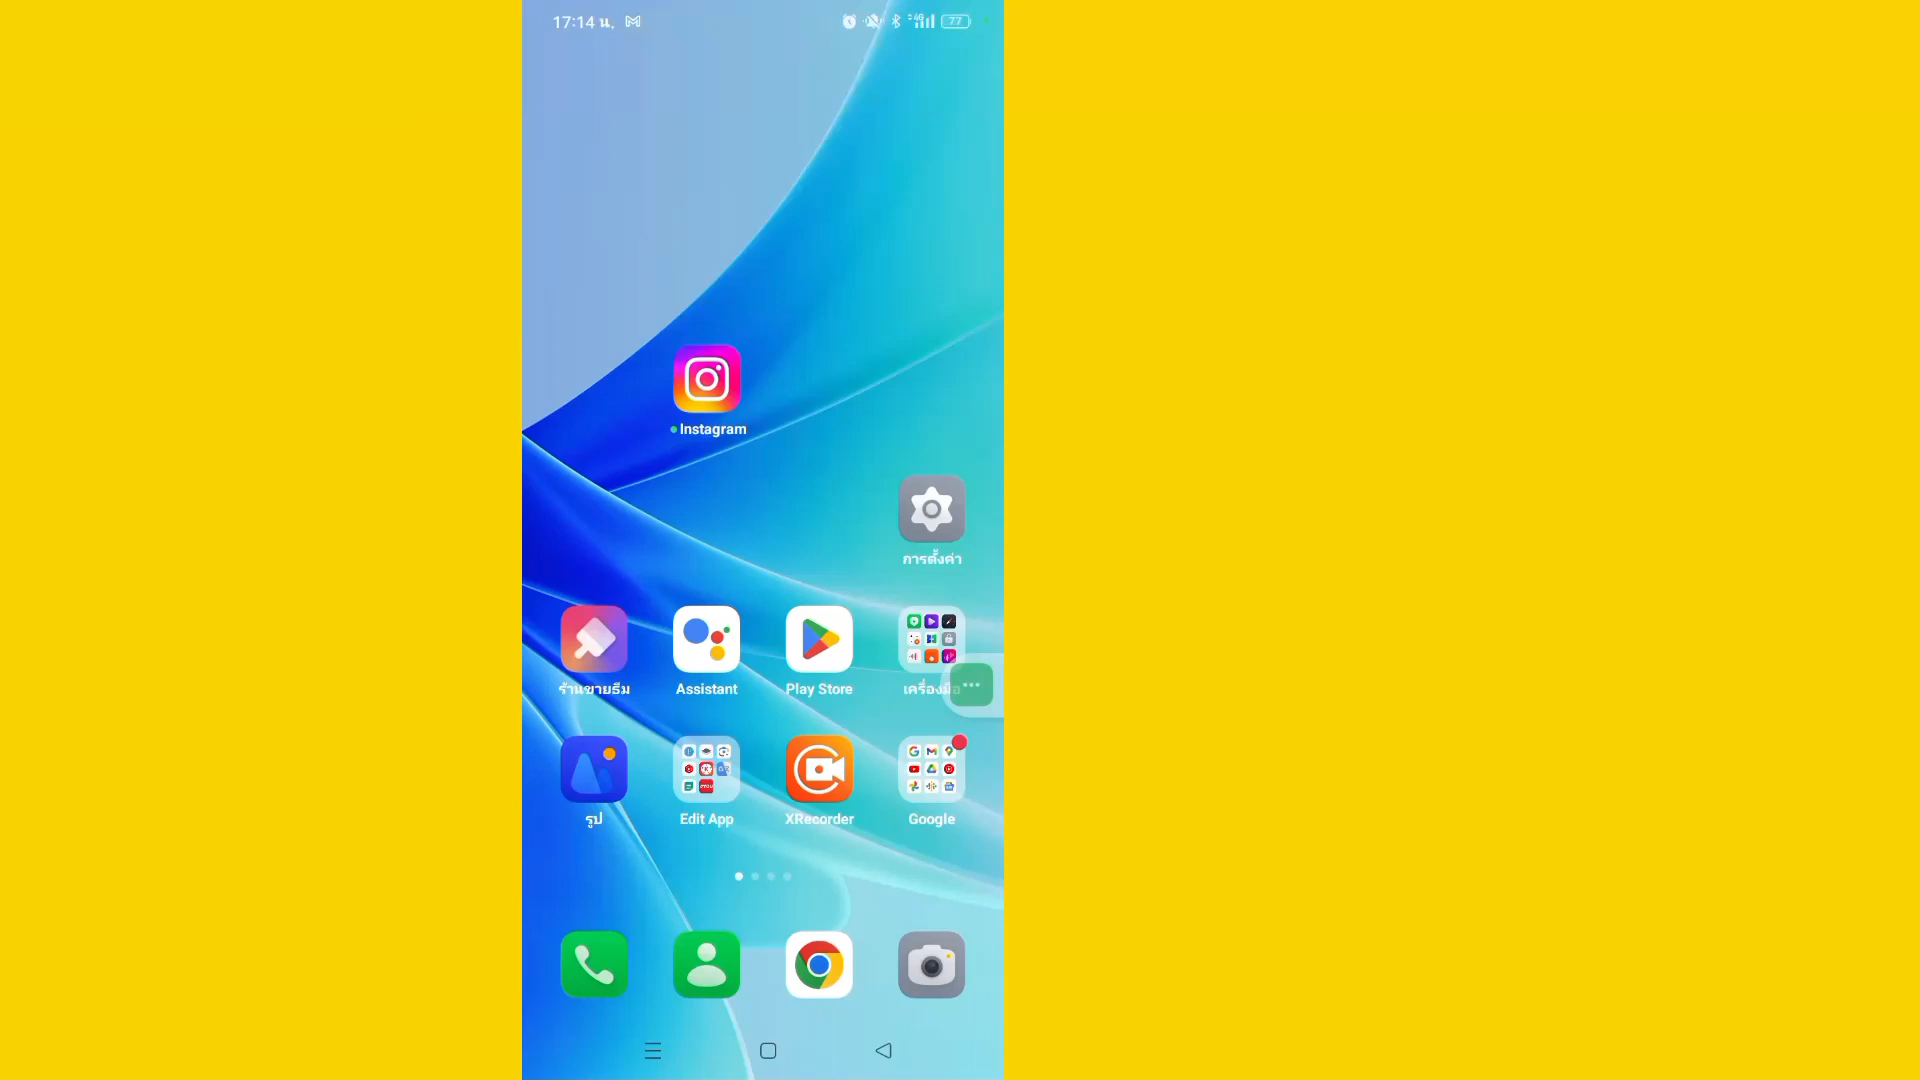 17:14 น.
77
Instagram
การตั้งค่า
ร้านขายธีม
Assistant
Play Store
เครื่องมือ
รูป
Edit App
XRecorder
Google